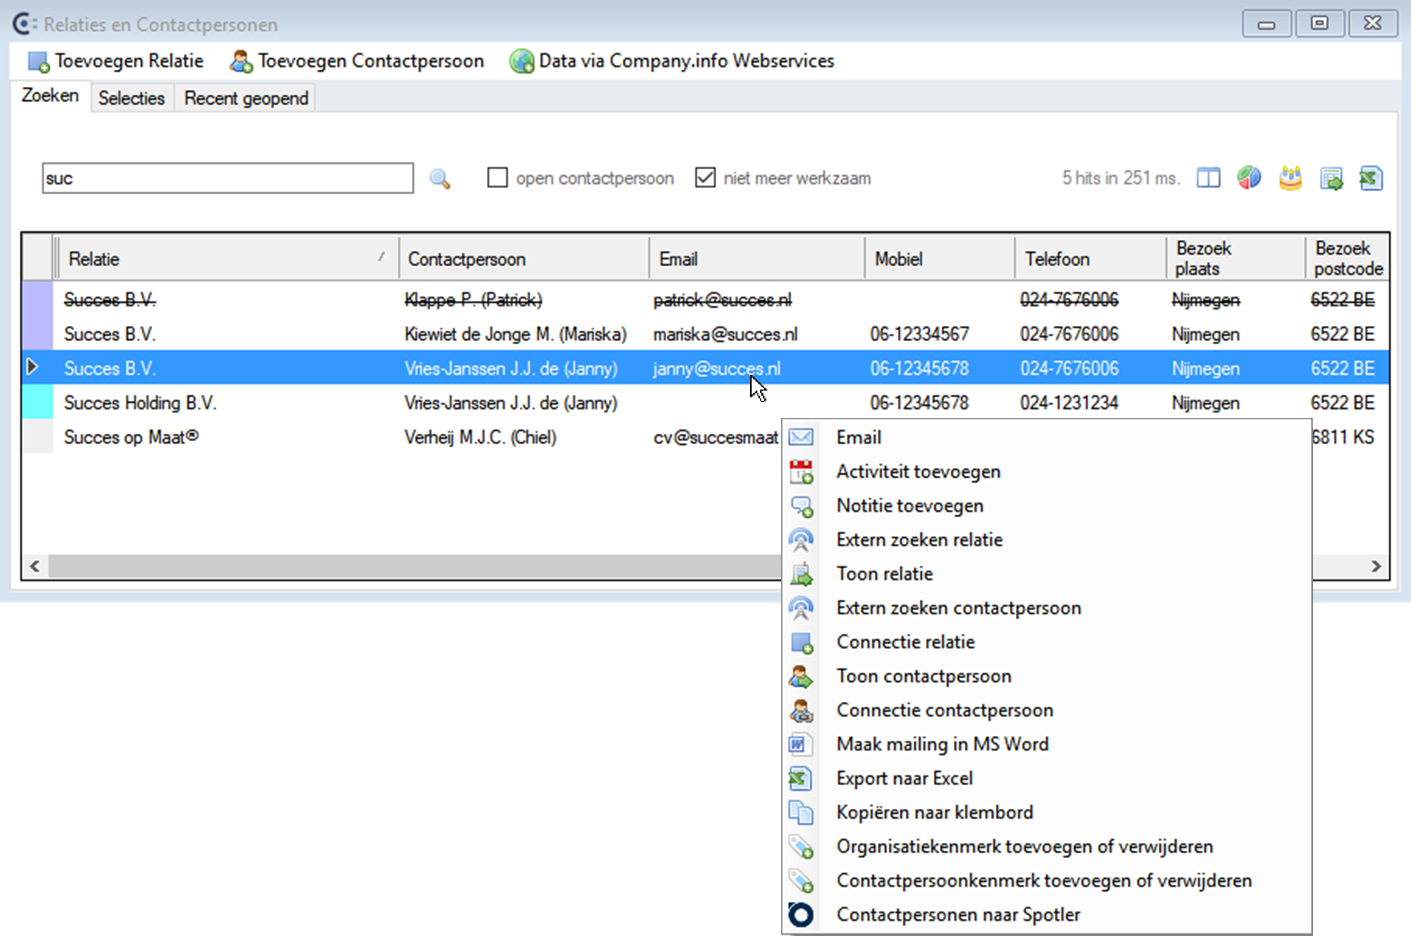 Relaties en Contactpersonen
Toevoegen Relatie Toevoegen Contactpersoon Data via Company.info Webservices
Zoeken Selecties Recent geopend
suc open contactpersoon niet meer werkzaam 5 hits in 251 ms.
Relatie Contactpersoon Email Mobiel Telefoon Bezoek plaats Bezoek postcode
Succes B.V. Klappe P. (Patrick) patrick@succes.nl 024-7676006 Nijmegen 6522 BE
Succes B.V. Kiewiet de Jonge M. (Mariska) mariska@succes.nl 06-12334567 024-7676006 Nijmegen 6522 BE
Succes B.V. Vries-Janssen J.J. de (Janny) janny@succes.nl 06-12345678 024-7676006 Nijmegen 6522 BE
Succes Holding B.V. Vries-Janssen J.J. de (Janny) 06-12345678 024-1231234 Nijmegen 6522 BE
Succes op Maat® Verheij M.J.C. (Chiel) cv@succesmaat 6811 KS
Email
Activiteit toevoegen
Notitie toevoegen
Extern zoeken relatie
Toon relatie
Extern zoeken contactpersoon
Connectie relatie
Toon contactpersoon
Connectie contactpersoon
Maak mailing in MS Word
Export naar Excel
Kopiëren naar klembord
Organisatiekenmerk toevoegen of verwijderen
Contactpersoonkenmerk toevoegen of verwijderen
Contactpersonen naar Spotler